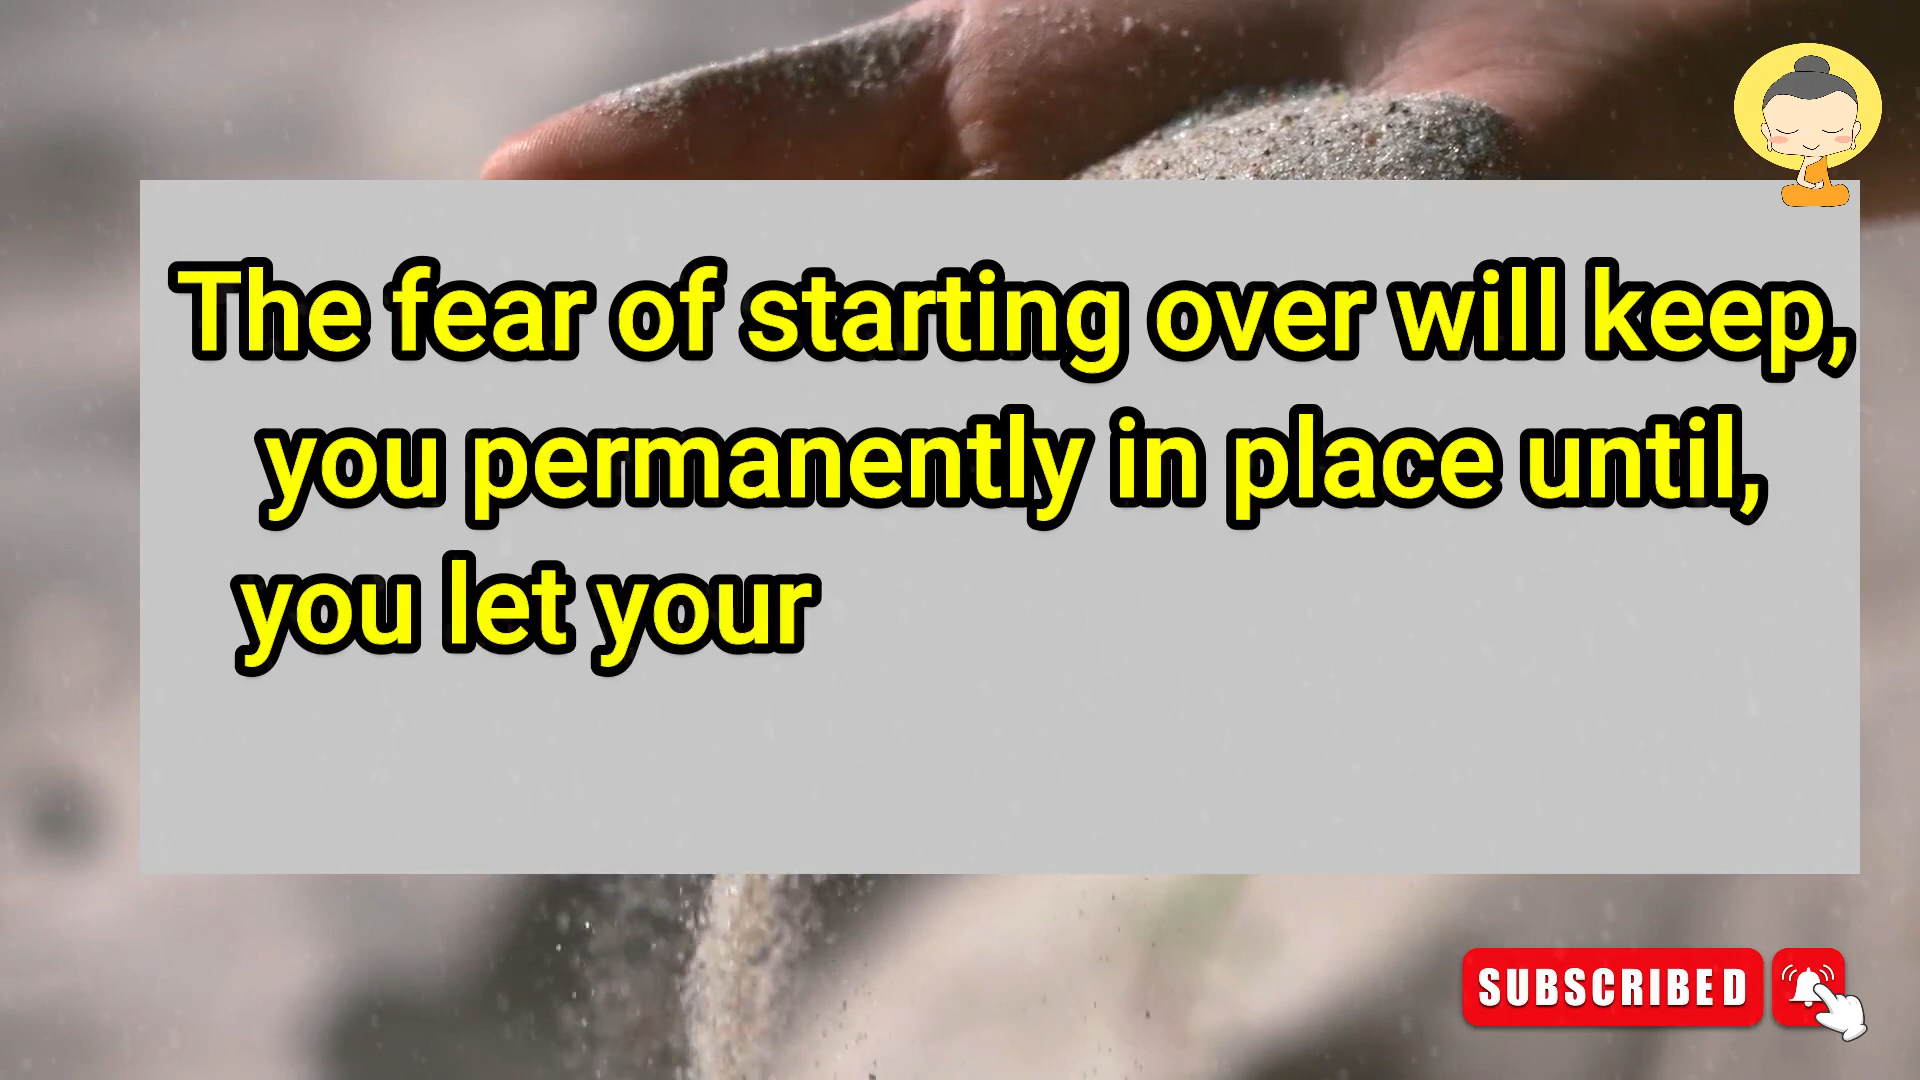 The fear of starting over will keep,
you permanently in place until,
you let your
SUBSCRIBED